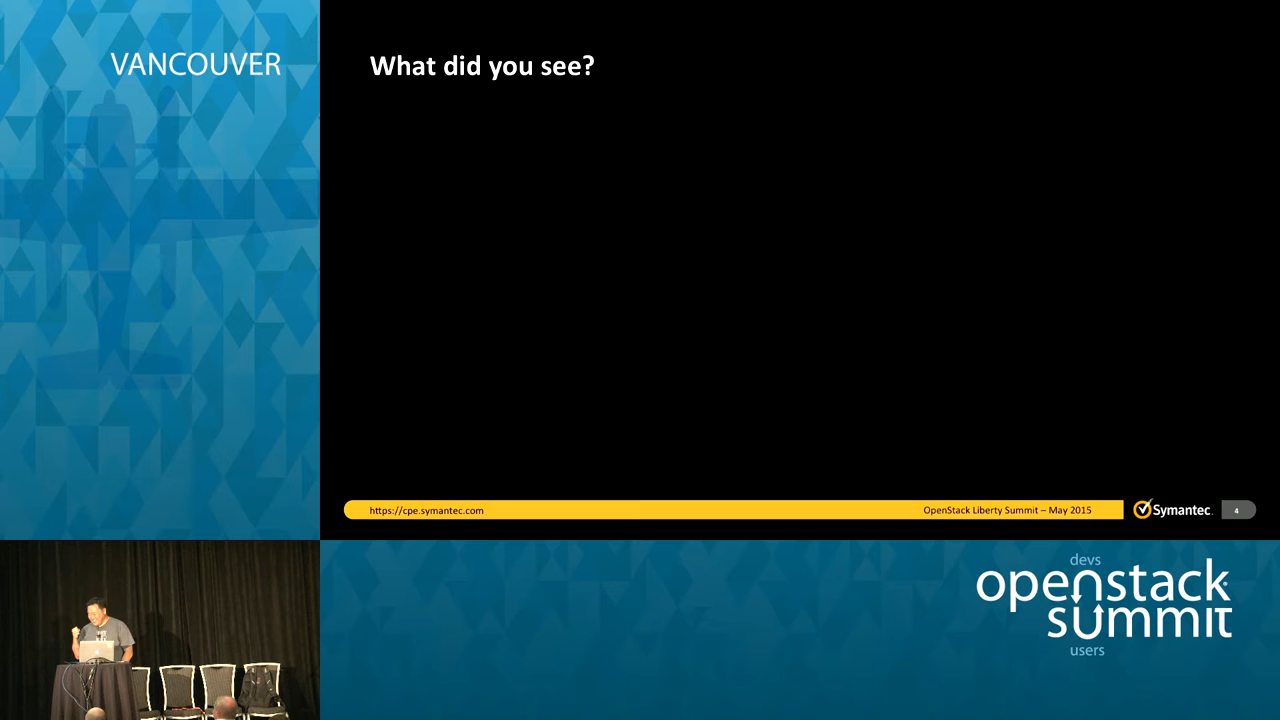 VANCOUVER
What did you see?
https://cpe.symantec.com
OpenStack Liberty Summit – May 2015
Symantec.
4
devs
openstack
summit
users